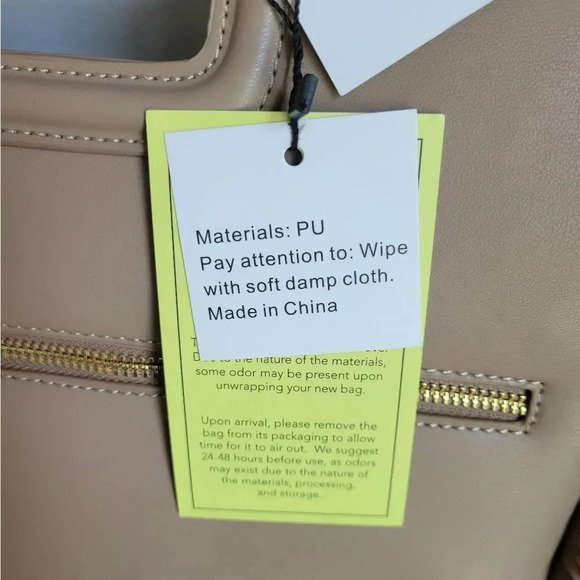 Materials: PU
Pay attention to: Wipe
with soft damp cloth.
Made in China
nature of the materials,
some odor may be present upon
unwrapping your new bag.
Upon arrival, please remove the
bag from its packaging to allow
time for it to air out. We suggest
24-48 hours before use, as odors
may exist due to the nature of
the materials, processing,
and storage.